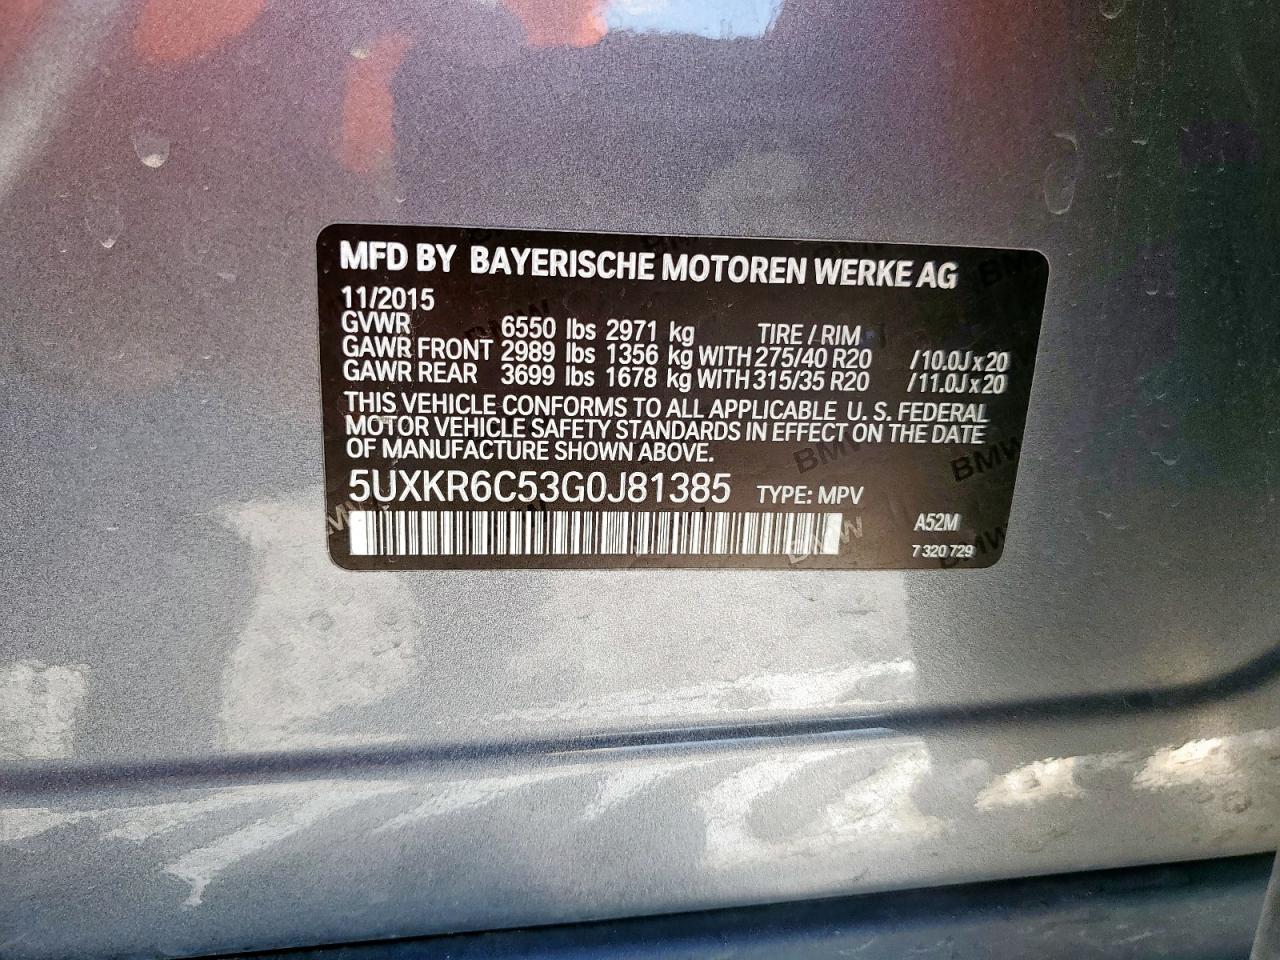 MFD BY BAYERISCHE MOTOREN WERKE AG
11/2015
GVWR 6550 lbs 2971 kg TIRE / RIM
GAWR FRONT 2989 lbs 1356 kg WITH 275/40 R20 /10.0J x 20
GAWR REAR 3699 lbs 1678 kg WITH 315/35 R20 /11.0J x 20
THIS VEHICLE CONFORMS TO ALL APPLICABLE U. S. FEDERAL
MOTOR VEHICLE SAFETY STANDARDS IN EFFECT ON THE DATE
OF MANUFACTURE SHOWN ABOVE.
5UXKR6C53G0J81385 TYPE: MPV
A52M
7 320 729